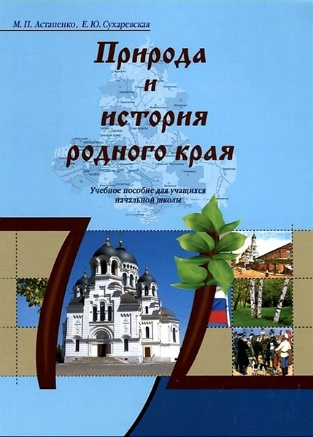 М. П. Астапенко, Е. Ю. Сухаревская
Природа
и
история
родного края
Учебное пособие для учащихся
начальной школы